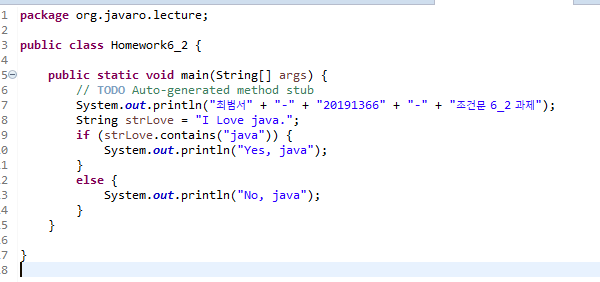 1 package org.javaro.lecture;
2
3 public class Homework6_2 {
4
5 public static void main(String[] args) {
6 // TODO Auto-generated method stub
7 System.out.println("최범서" + "-" + "20191366" + "-" + "조건문 6_2 과제");
8 String strLove = "I Love java.";
9 if (strLove.contains("java")) {
0 System.out.println("Yes, java");
1 }
2 else {
3 System.out.println("No, java");
4 }
5 }
6
7 }
8